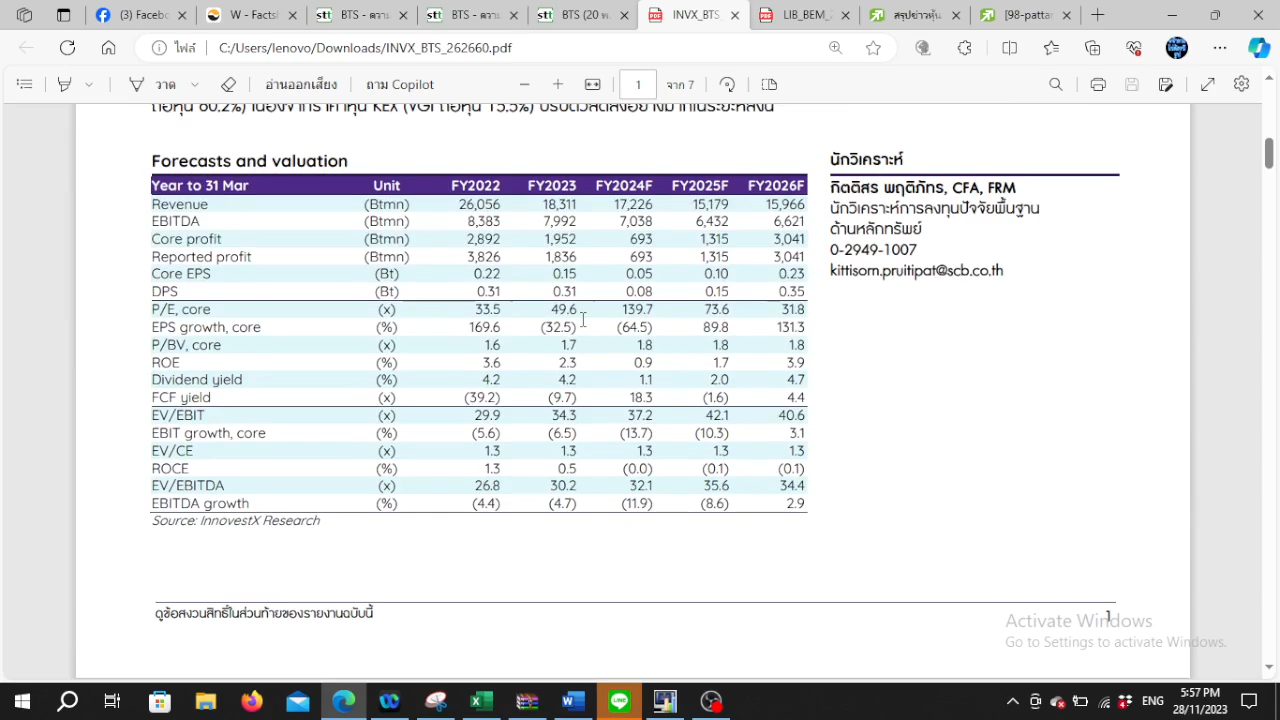 (3) Faceboo
W - Factsh
BTS - ตาร
BTS - ตาร
BTS (20 พ.
INVX_BTS
LIB_BEM_2
สรุปข่าวหุ้น
[98-pattar
ไฟล์ C:/Users/lenovo/Downloads/INVX_BTS_262660.pdf
วาด อ่านออกเสียง ถาม Copilot 1 จาก 7
Forecasts and valuation
Year to 31 Mar Unit FY2022 FY2023 FY2024F FY2025F FY2026F
Revenue (Btmn) 26,056 18,311 17,226 15,179 15,966
EBITDA (Btmn) 8,383 7,992 7,038 6,432 6,621
Core profit (Btmn) 2,892 1,952 693 1,315 3,041
Reported profit (Btmn) 3,826 1,836 693 1,315 3,041
Core EPS (Bt) 0.22 0.15 0.05 0.10 0.23
DPS (Bt) 0.31 0.31 0.08 0.15 0.35
P/E, core (x) 33.5 49.6 139.7 73.6 31.8
EPS growth, core (%) 169.6 (32.5) (64.5) 89.8 131.3
P/BV, core (x) 1.6 1.7 1.8 1.8 1.8
ROE (%) 3.6 2.3 0.9 1.7 3.9
Dividend yield (%) 4.2 4.2 1.1 2.0 4.7
FCF yield (x) (39.2) (9.7) 18.3 (1.6) 4.4
EV/EBIT (x) 29.9 34.3 37.2 42.1 40.6
EBIT growth, core (%) (5.6) (6.5) (13.7) (10.3) 3.1
EV/CE (x) 1.3 1.3 1.3 1.3 1.3
ROCE (%) 1.3 0.5 (0.0) (0.1) (0.1)
EV/EBITDA (x) 26.8 30.2 32.1 35.6 34.4
EBITDA growth (%) (4.4) (4.7) (11.9) (8.6) 2.9
Source: InnovestX Research
นักวิเคราะห์
กิตติสร พฤติภัทร, CFA, FRM
นักวิเคราะห์การลงทุนปัจจัยพื้นฐาน
ด้านหลักทรัพย์
0-2949-1007
kittisorn.pruitipat@scb.co.th
ดูข้อสงวนสิทธิ์ในส่วนท้ายของรายงานฉบับนี้ 1
Activate Windows
Go to Settings to activate Windows.
ENG
5:57 PM
28/11/2023